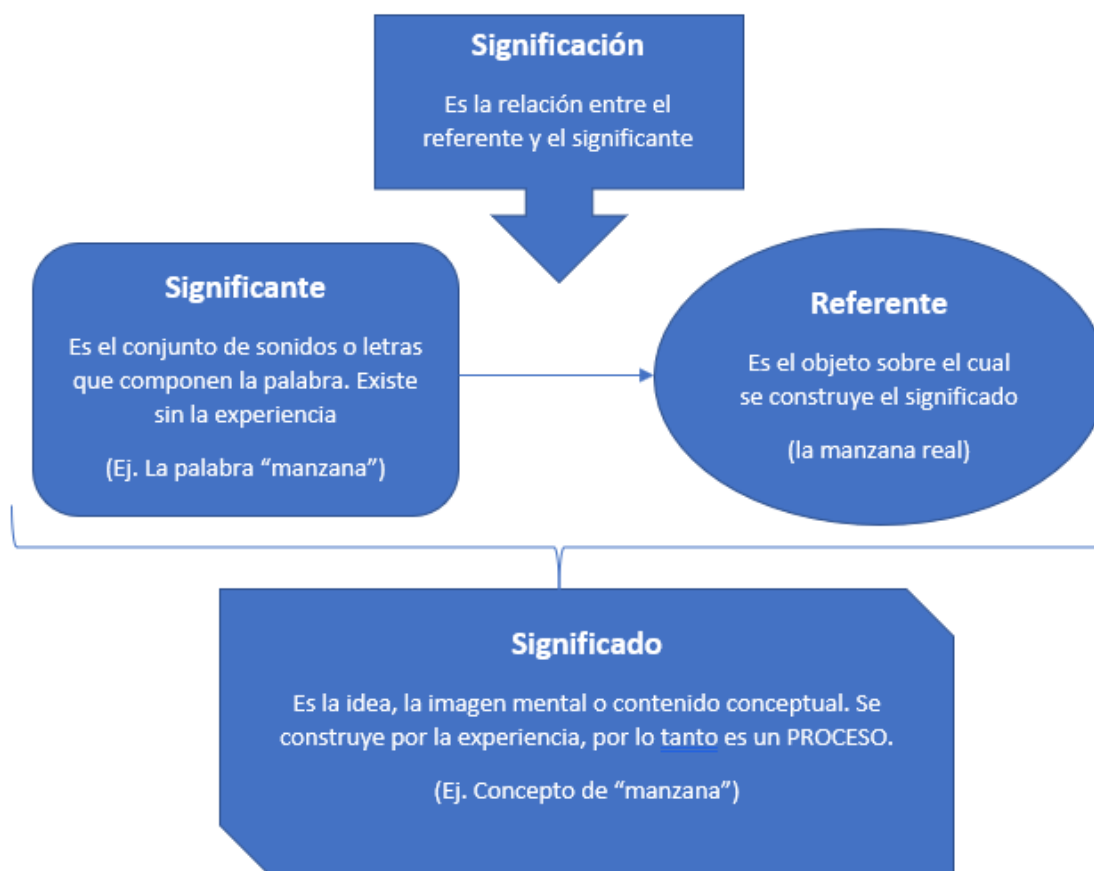 Significación
Es la relación entre el
referente y el significante
Significante
Es el conjunto de sonidos o letras
que componen la palabra. Existe
sin la experiencia
(Ej. La palabra “manzana”)
Referente
Es el objeto sobre el cual
se construye el significado
(la manzana real)
Significado
Es la idea, la imagen mental o contenido conceptual. Se
construye por la experiencia, por lo tanto es un PROCESO.
(Ej. Concepto de “manzana”)